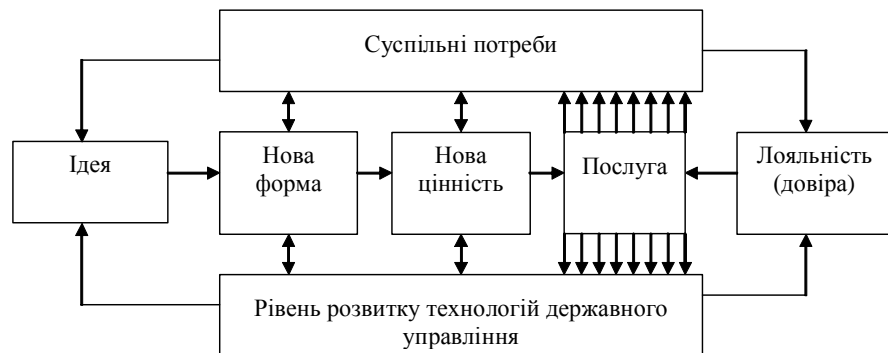 Суспільні потреби
Ідея
Нова
форма
Нова
цінність
Послуга
Лояльність
(довіра)
Рівень розвитку технологій державного
управління